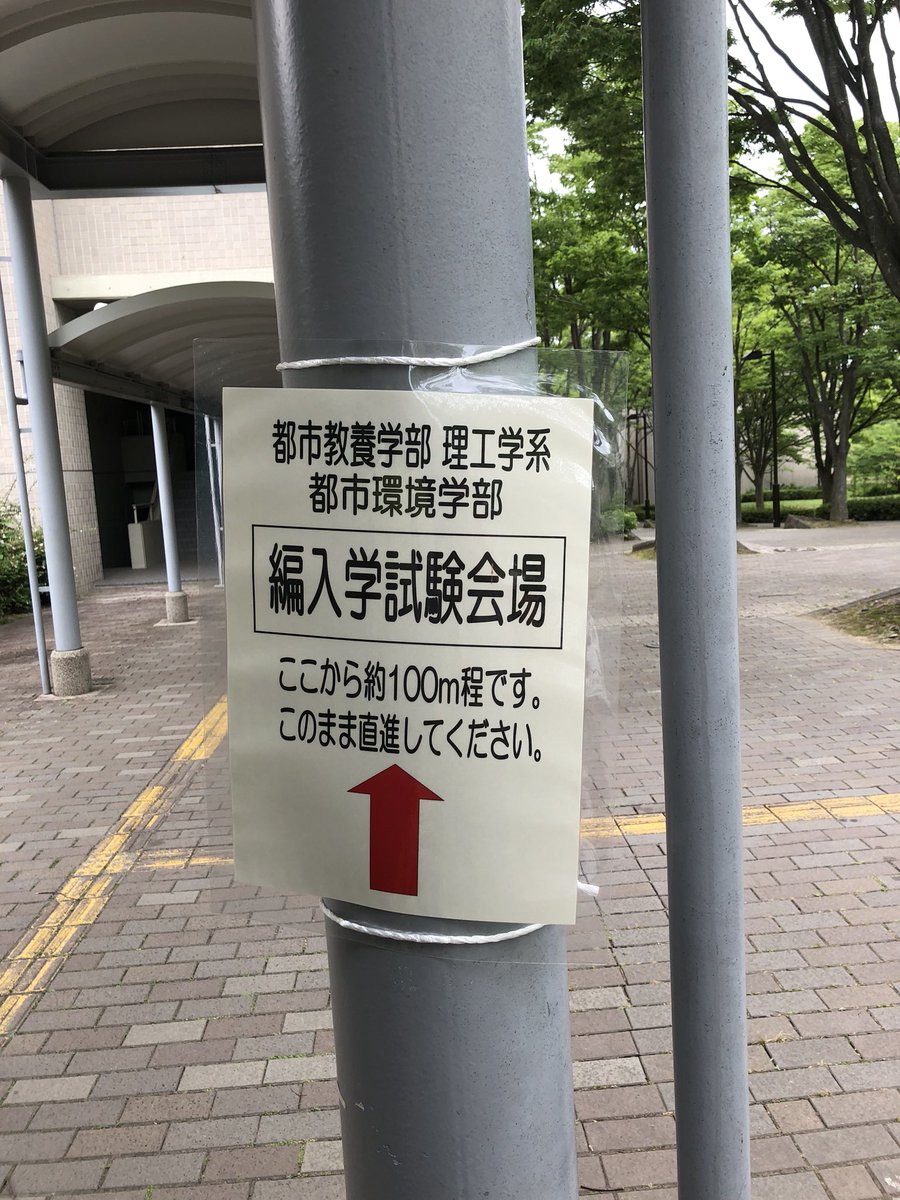 都市教養学部 理工学系
都市環境学部
編入学試験会場
ここから約100m程です。
このまま直進してください。